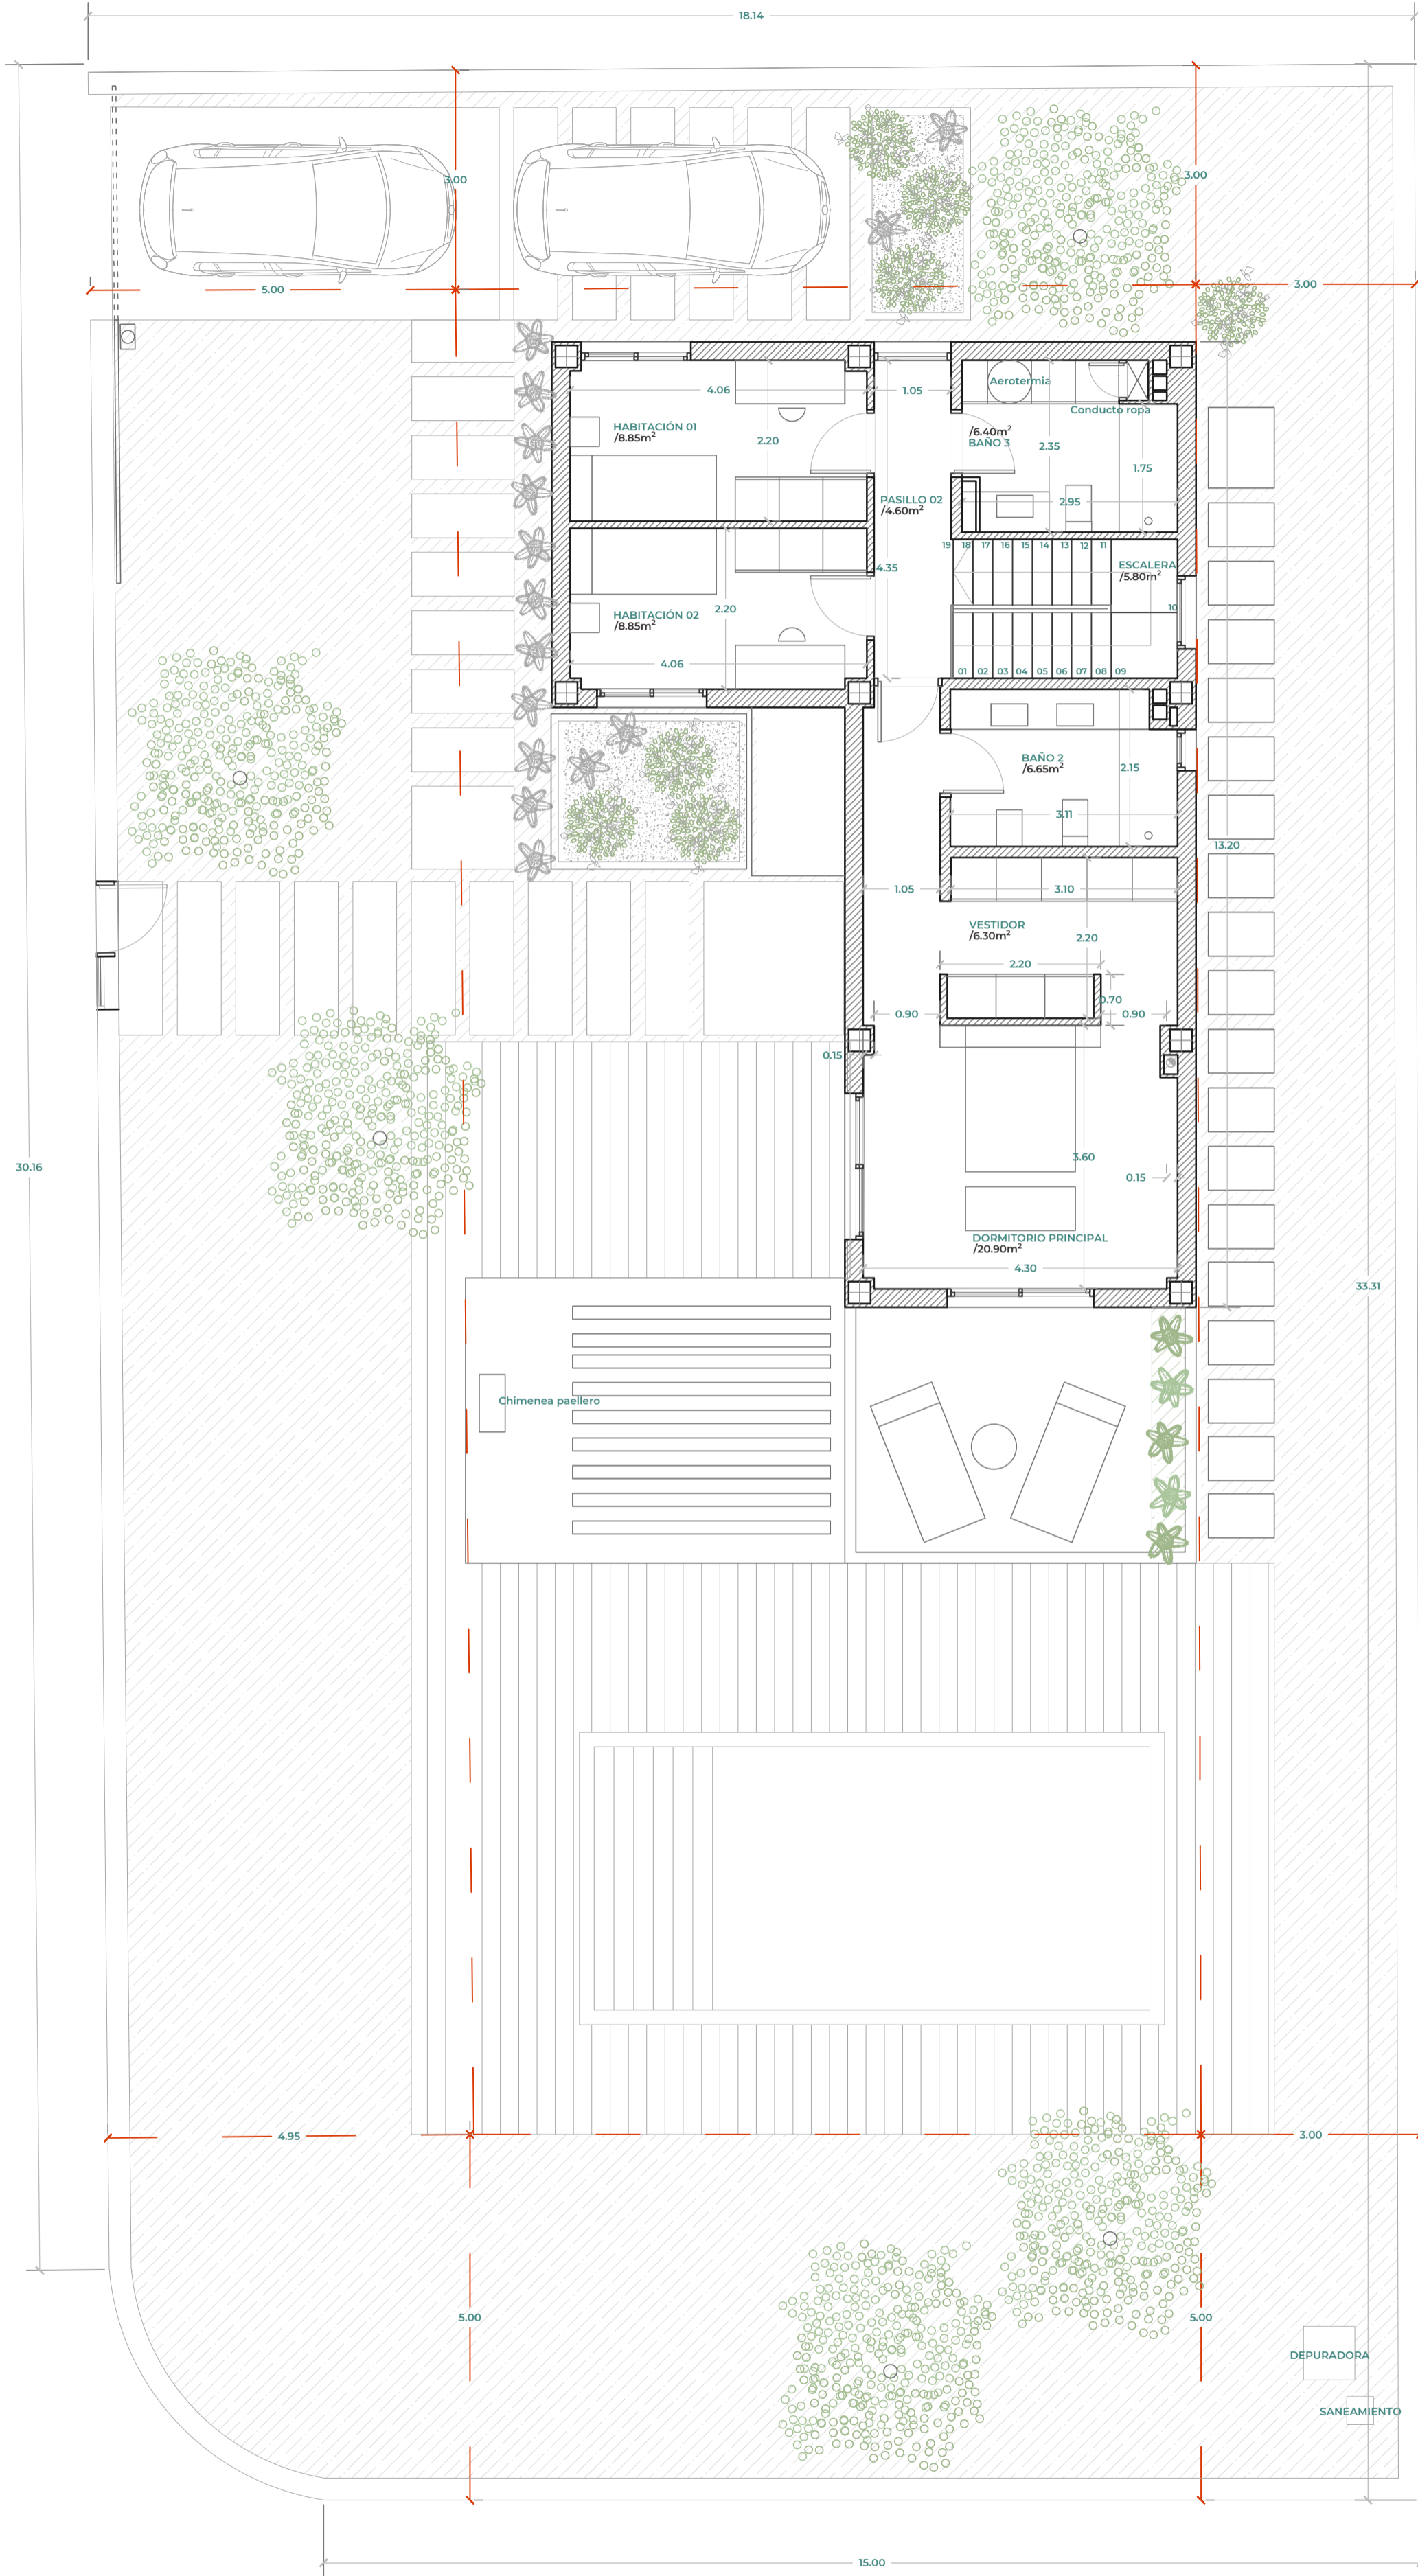 18.14
3.00
3.00
5.00
3.00
4.06
1.05
Aerotermia
Conducto ropa
HABITACIÓN 01
/8.85m²
2.20
/6.40m²
BAÑO 3
2.35
1.75
PASILLO 02
/4.60m²
2.95
19 18 17 16 15 14 13 12 11
4.35
ESCALERA
/5.80m²
HABITACIÓN 02
/8.85m²
2.20
10
4.06
01 02 03 04 05 06 07 08 09
BAÑO 2
/6.65m²
2.15
3.11
13.20
1.05
3.10
VESTIDOR
/6.30m²
2.20
2.20
0.70
0.90
0.90
0.15
30.16
3.60
0.15
DORMITORIO PRINCIPAL
/20.90m²
4.30
33.31
Chimenea paellero
4.95
3.00
5.00
5.00
DEPURADORA
SANEAMIENTO
15.00